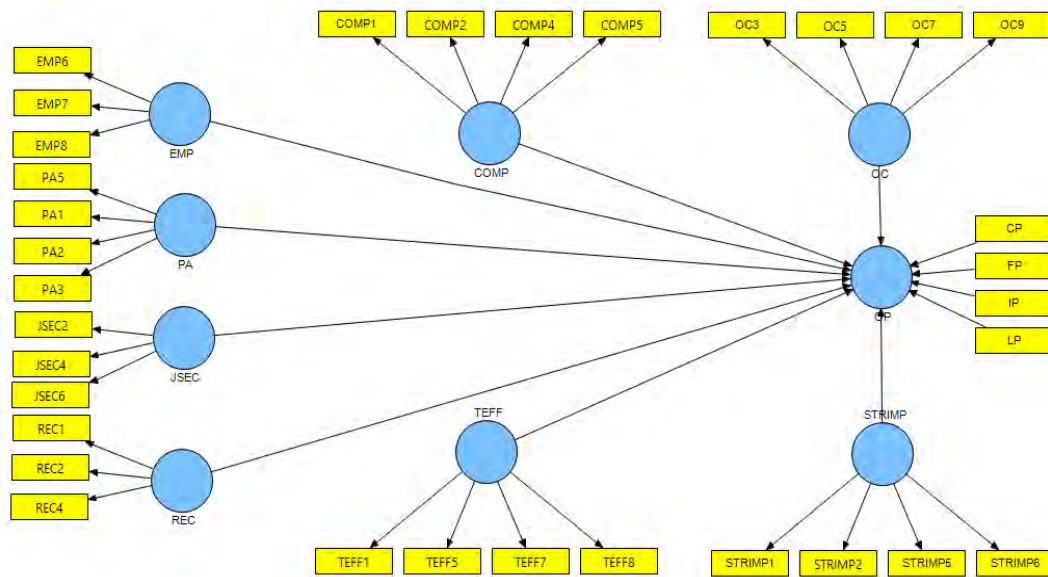 COMP1 COMP2 COMP4 COMP5
OC3 OC5 OC7 OC9
EMP6
EMP7
EMP8
EMP
COMP
OC
PA5
PA1
PA2
PA3
PA
CP
FP
IP
LP
OP
JSEC2
JSEC4
JSEC6
JSEC
REC1
REC2
REC4
REC
TEFF
STRIMP
TEFF1 TEFF5 TEFF7 TEFF8
STRIMP1 STRIMP2 STRIMP5 STRIMP6